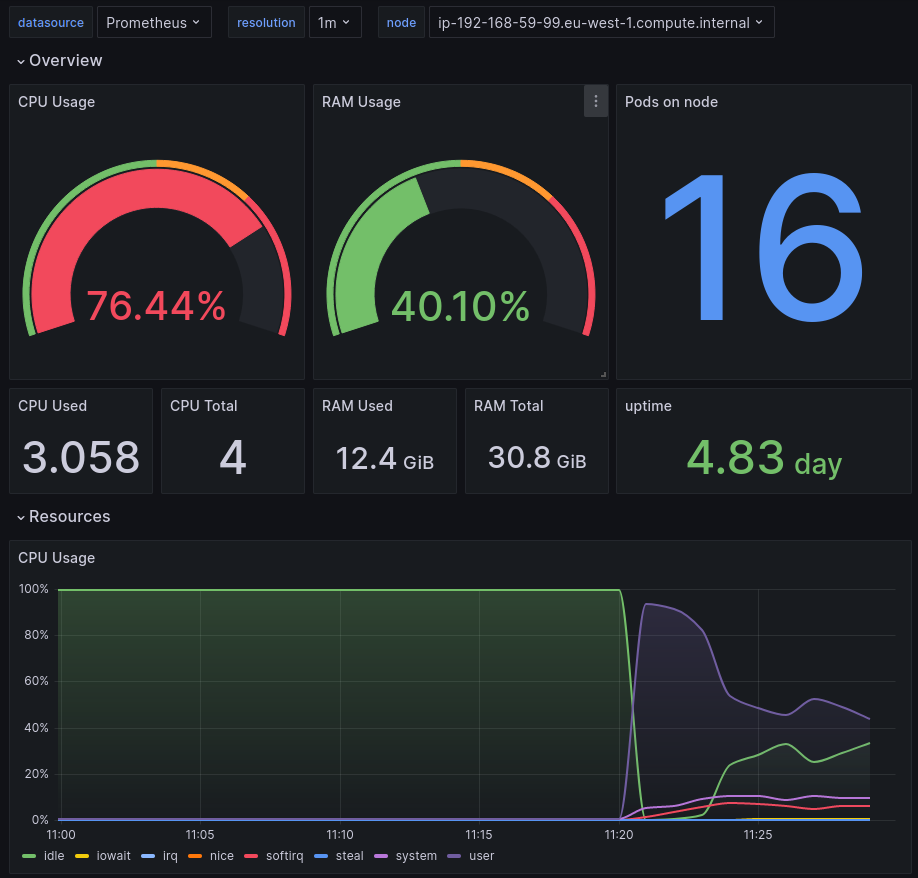 datasource Prometheus resolution 1m node ip-192-168-59-99.eu-west-1.compute.internal
Overview
CPU Usage RAM Usage Pods on node
76.44% 40.10% 16
CPU Used CPU Total RAM Used RAM Total uptime
3.058 4 12.4 GiB 30.8 GiB 4.83 day
Resources
CPU Usage
100%
80%
60%
40%
20%
0%
11:00 11:05 11:10 11:15 11:20 11:25
idle iowait irq nice softirq steal system user